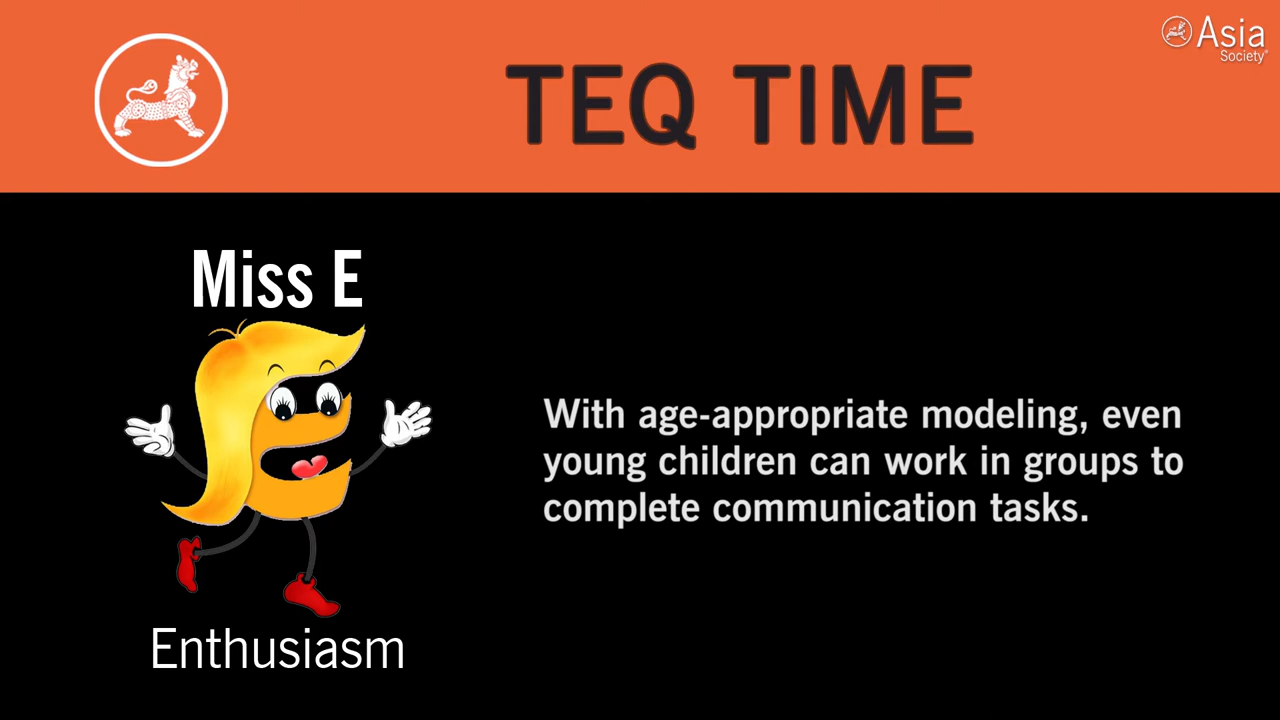 Asia
Society®
TEQ TIME
Miss E
With age-appropriate modeling, even
young children can work in groups to
complete communication tasks.
Enthusiasm